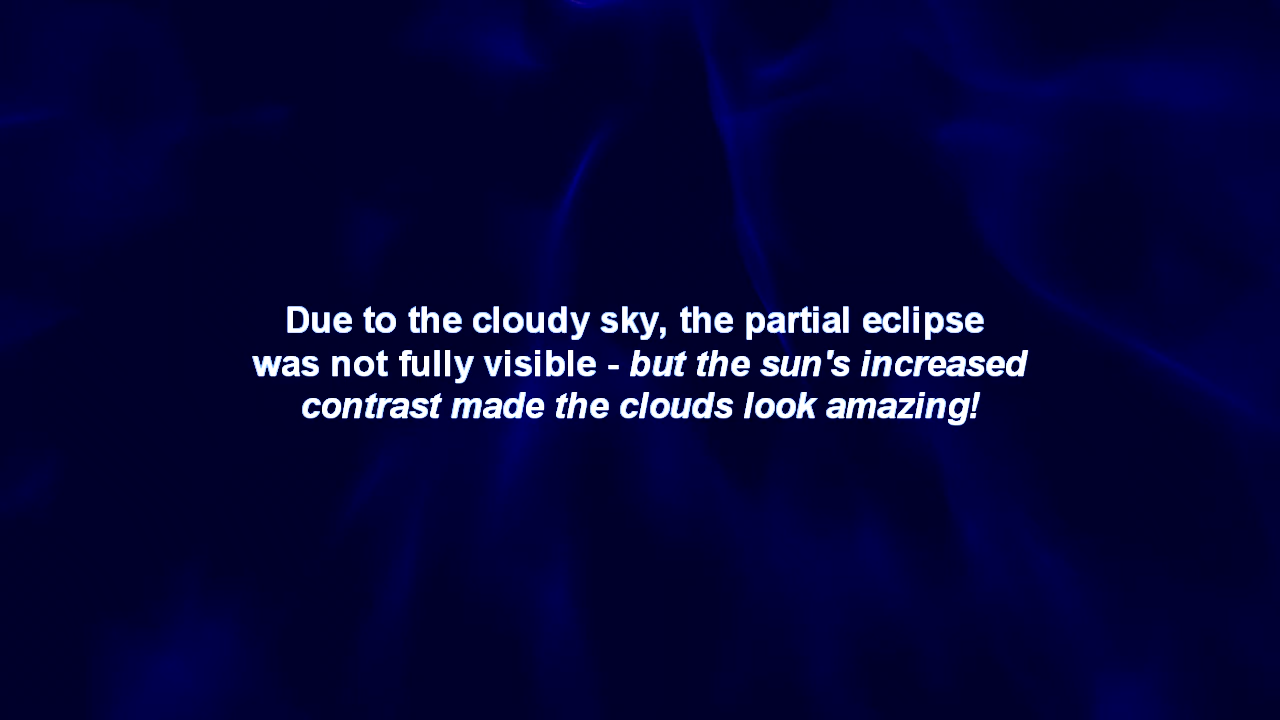 Due to the cloudy sky, the partial eclipse
was not fully visible - but the sun's increased
contrast made the clouds look amazing!